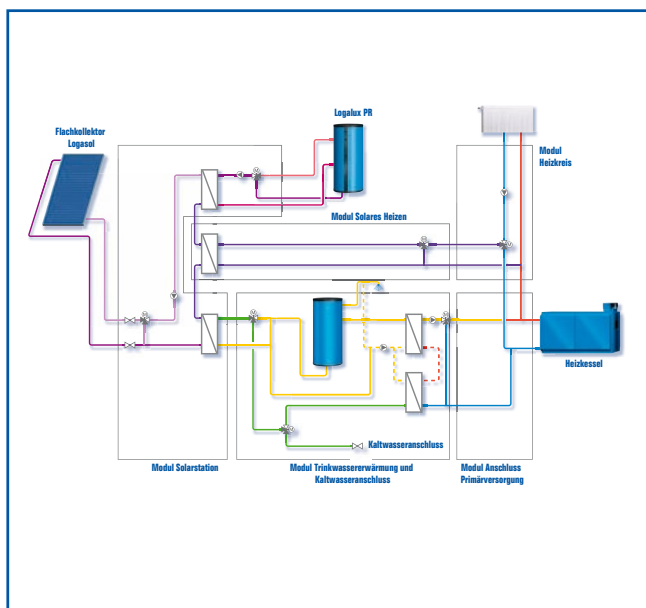 Flachkollektor
Logasol
Logalux PR
Modul
Heizkreis
Modul Solares Heizen
Heizkessel
Kaltwasseranschluss
Modul Solarstation
Modul Trinkwassererwärmung und
Kaltwasseranschluss
Modul Anschluss
Primärversorgung